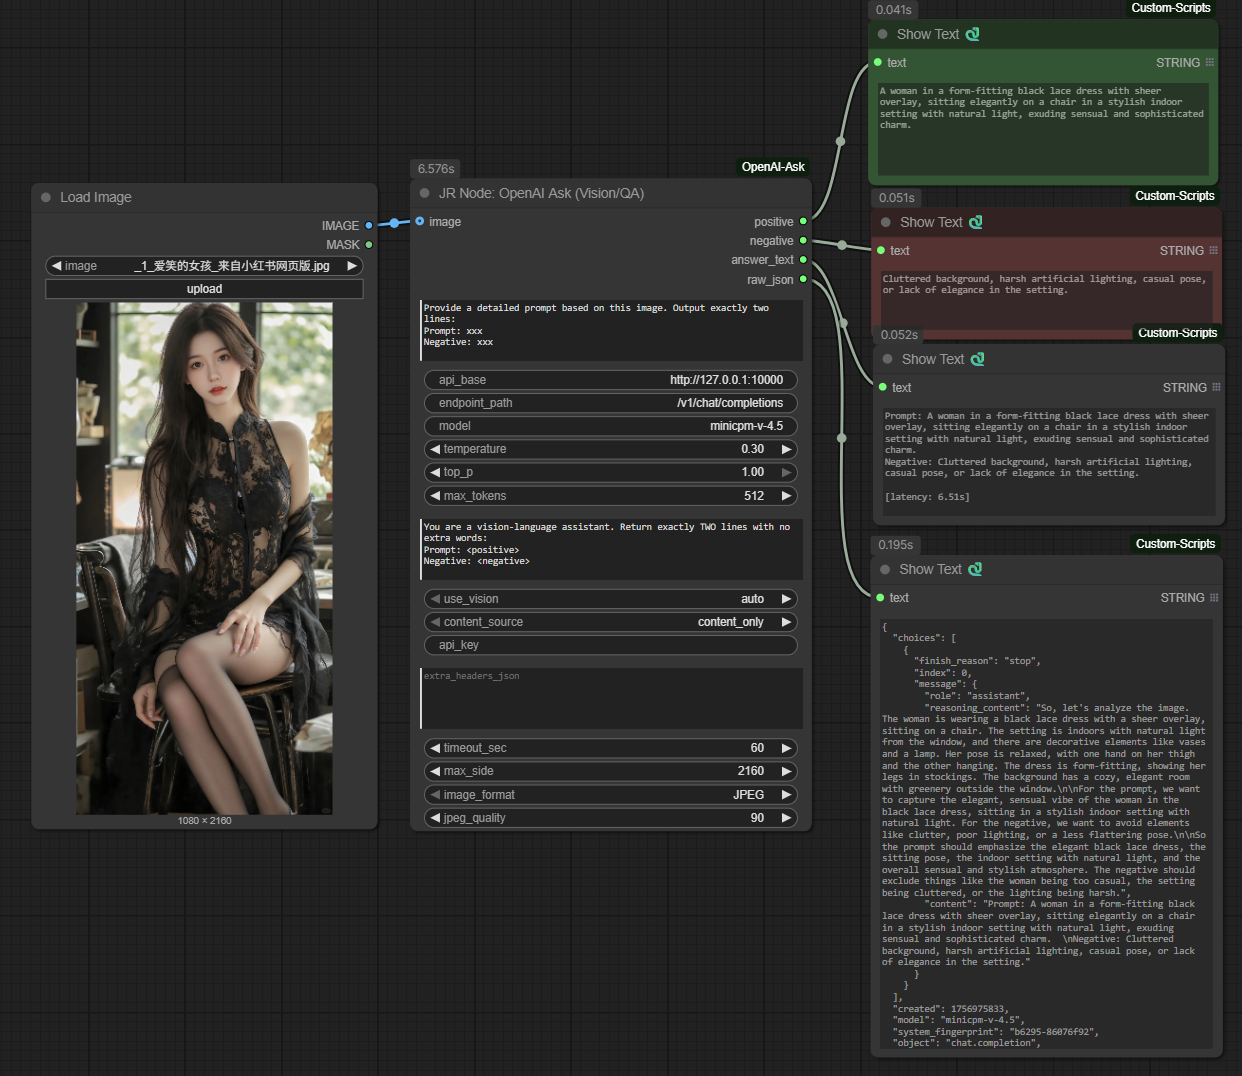 Load Image
IMAGE
MASK
image _1_爱笑的女孩_来自小红书网页版.jpg
upload
1080 × 2160
6.576s
OpenAI-Ask
JR Node: OpenAI Ask (Vision/QA)
image
positive
negative
answer_text
raw_json
Provide a detailed prompt based on this image. Output exactly two
lines:
Prompt: xxx
Negative: xxx
api_base http://127.0.0.1:10000
endpoint_path /v1/chat/completions
model minicpm-v-4.5
temperature 0.30
top_p 1.00
max_tokens 512
You are a vision-language assistant. Return exactly TWO lines with no
extra words:
Prompt: <positive>
Negative: <negative>
use_vision auto
content_source content_only
api_key
extra_headers_json
timeout_sec 60
max_side 2160
image_format JPEG
jpeg_quality 90
0.041s
Custom-Scripts
Show Text
text STRING
A woman in a form-fitting black lace dress with sheer
overlay, sitting elegantly on a chair in a stylish indoor
setting with natural light, exuding sensual and sophisticated
charm.
0.051s
Custom-Scripts
Show Text
text STRING
Cluttered background, harsh artificial lighting, casual pose,
or lack of elegance in the setting.
0.052s
Custom-Scripts
Show Text
text STRING
Prompt: A woman in a form-fitting black lace dress with sheer
overlay, sitting elegantly on a chair in a stylish indoor
setting with natural light, exuding sensual and sophisticated
charm.
Negative: Cluttered background, harsh artificial lighting,
casual pose, or lack of elegance in the setting.
[latency: 6.51s]
0.195s
Custom-Scripts
Show Text
text STRING
{
"choices": [
{
"finish_reason": "stop",
"index": 0,
"message": {
"role": "assistant",
"reasoning_content": "So, let's analyze the image.
The woman is wearing a black lace dress with a sheer overlay,
sitting on a chair. The setting is indoors with natural light
from the window, and there are decorative elements like vases
and a lamp. Her pose is relaxed, with one hand on her thigh
and the other hanging. The dress is form-fitting, showing her
legs in stockings. The background has a cozy, elegant room
with greenery outside the window.\n\nFor the prompt, we want
to capture the elegant, sensual vibe of the woman in the
black lace dress, sitting in a stylish indoor setting with
natural light. For the negative, we want to avoid elements
like clutter, poor lighting, or a less flattering pose.\n\nSo
the prompt should emphasize the elegant black lace dress, the
sitting pose, the indoor setting with natural light, and the
overall sensual and stylish atmosphere. The negative should
exclude things like the woman being too casual, the setting
being cluttered, or the lighting being harsh.",
"content": "Prompt: A woman in a form-fitting black
lace dress with sheer overlay, sitting elegantly on a chair
in a stylish indoor setting with natural light, exuding
sensual and sophisticated charm.  \nNegative: Cluttered
background, harsh artificial lighting, casual pose, or lack
of elegance in the setting."
}
}
],
"created": 1756975833,
"model": "minicpm-v-4.5",
"system_fingerprint": "b6295-86076f92",
"object": "chat.completion",